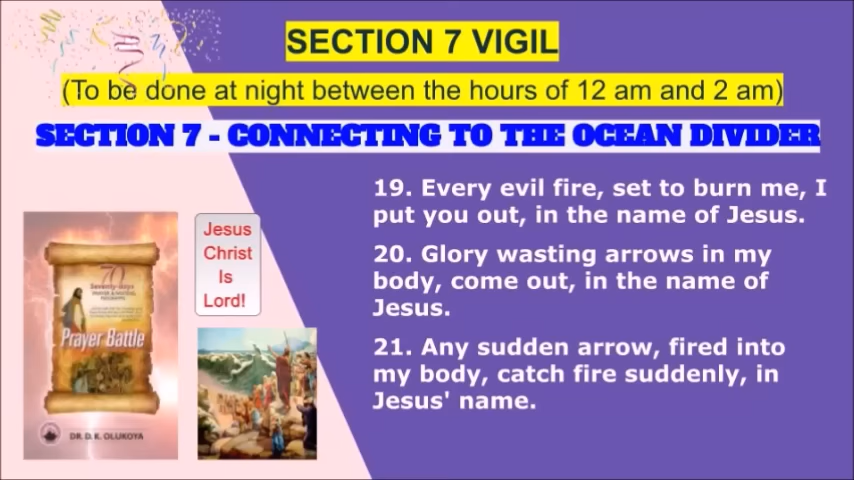 SECTION 7 VIGIL
(To be done at night between the hours of 12 am and 2 am)
SECTION 7 - CONNECTING TO THE OCEAN DIVIDER
19. Every evil fire, set to burn me, I
put you out, in the name of Jesus.
20. Glory wasting arrows in my
body, come out, in the name of
Jesus.
21. Any sudden arrow, fired into
my body, catch fire suddenly, in
Jesus' name.
Jesus
Christ
Is
Lord!
70
Seventy days
Prayer Battle
DR. D. K. OLUKOYA